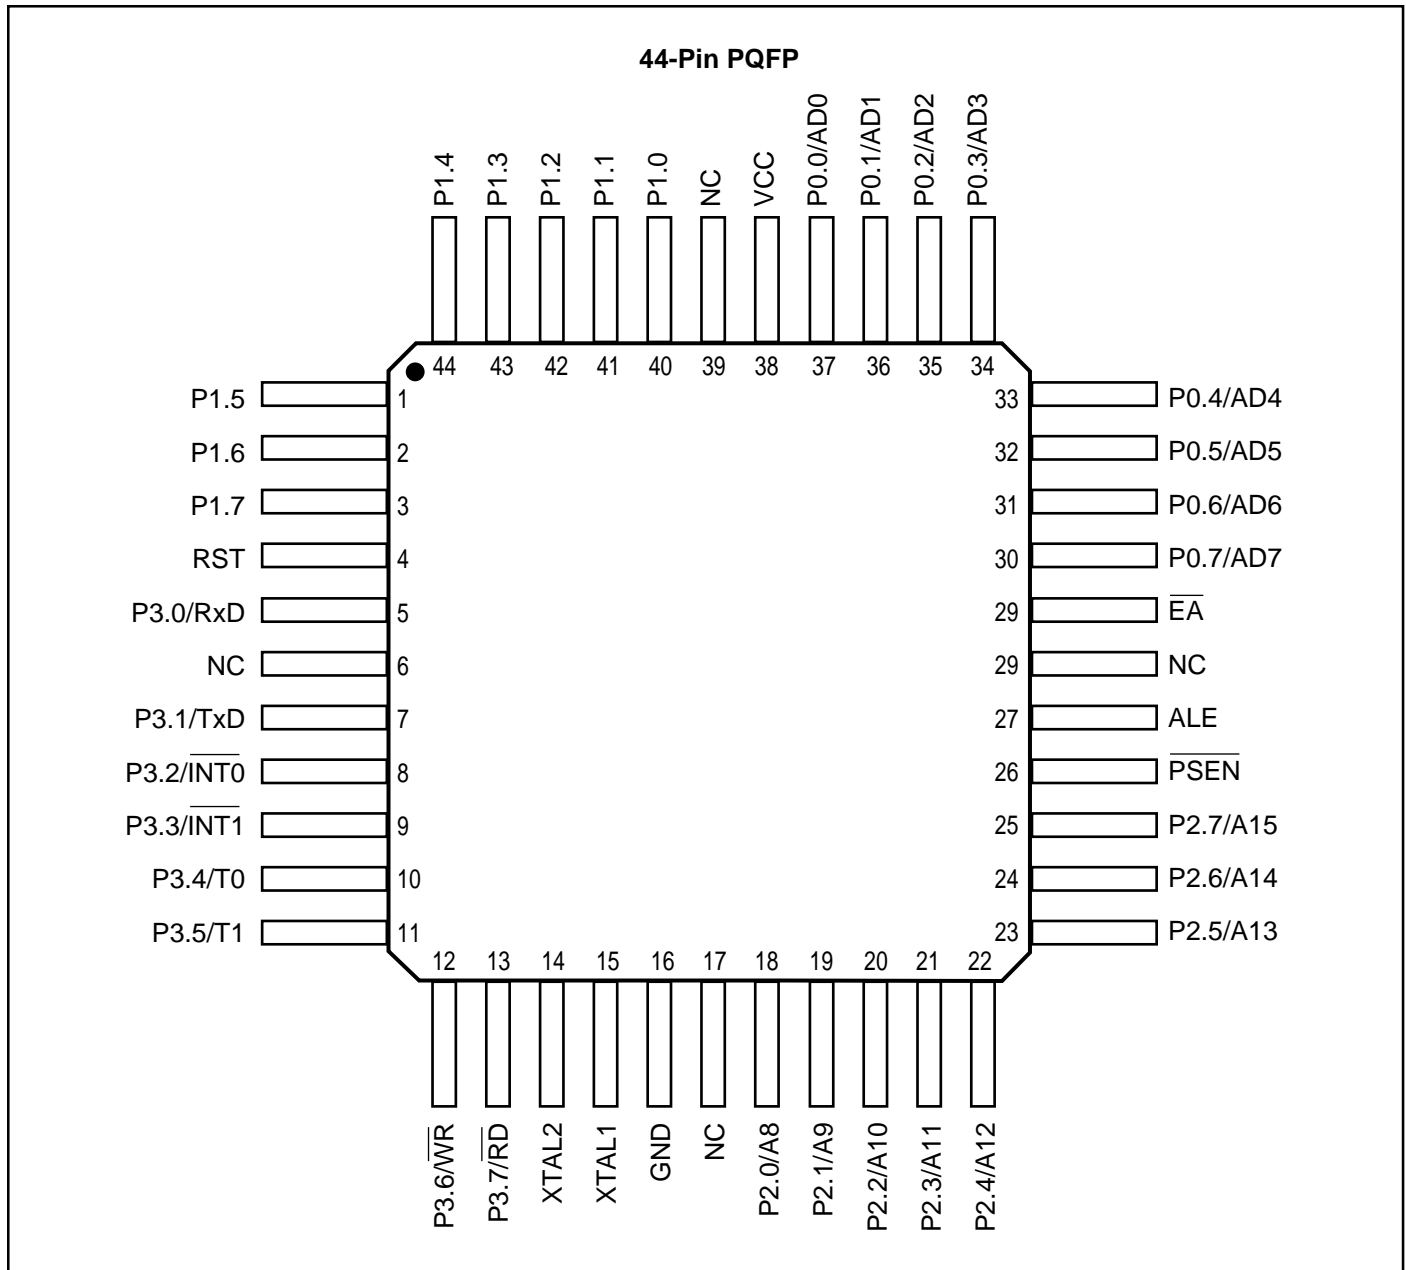 44-Pin PQFP
P1.4
P1.3
P1.2
P1.1
P1.0
NC
VCC
P0.0/AD0
P0.1/AD1
P0.2/AD2
P0.3/AD3
44 43 42 41 40 39 38 37 36 35 34
P1.5 1
P1.6 2
P1.7 3
RST 4
P3.0/RxD 5
NC 6
P3.1/TxD 7
P3.2/I̅N̅T̅0̅ 8
P3.3/I̅N̅T̅1̅ 9
P3.4/T0 10
P3.5/T1 11
33 P0.4/AD4
32 P0.5/AD5
31 P0.6/AD6
30 P0.7/AD7
29 E̅A̅
29 NC
27 ALE
26 P̅S̅E̅N̅
25 P2.7/A15
24 P2.6/A14
23 P2.5/A13
12 13 14 15 16 17 18 19 20 21 22
P3.6/W̅R̅
P3.7/R̅D̅
XTAL2
XTAL1
GND
NC
P2.0/A8
P2.1/A9
P2.2/A10
P2.3/A11
P2.4/A12